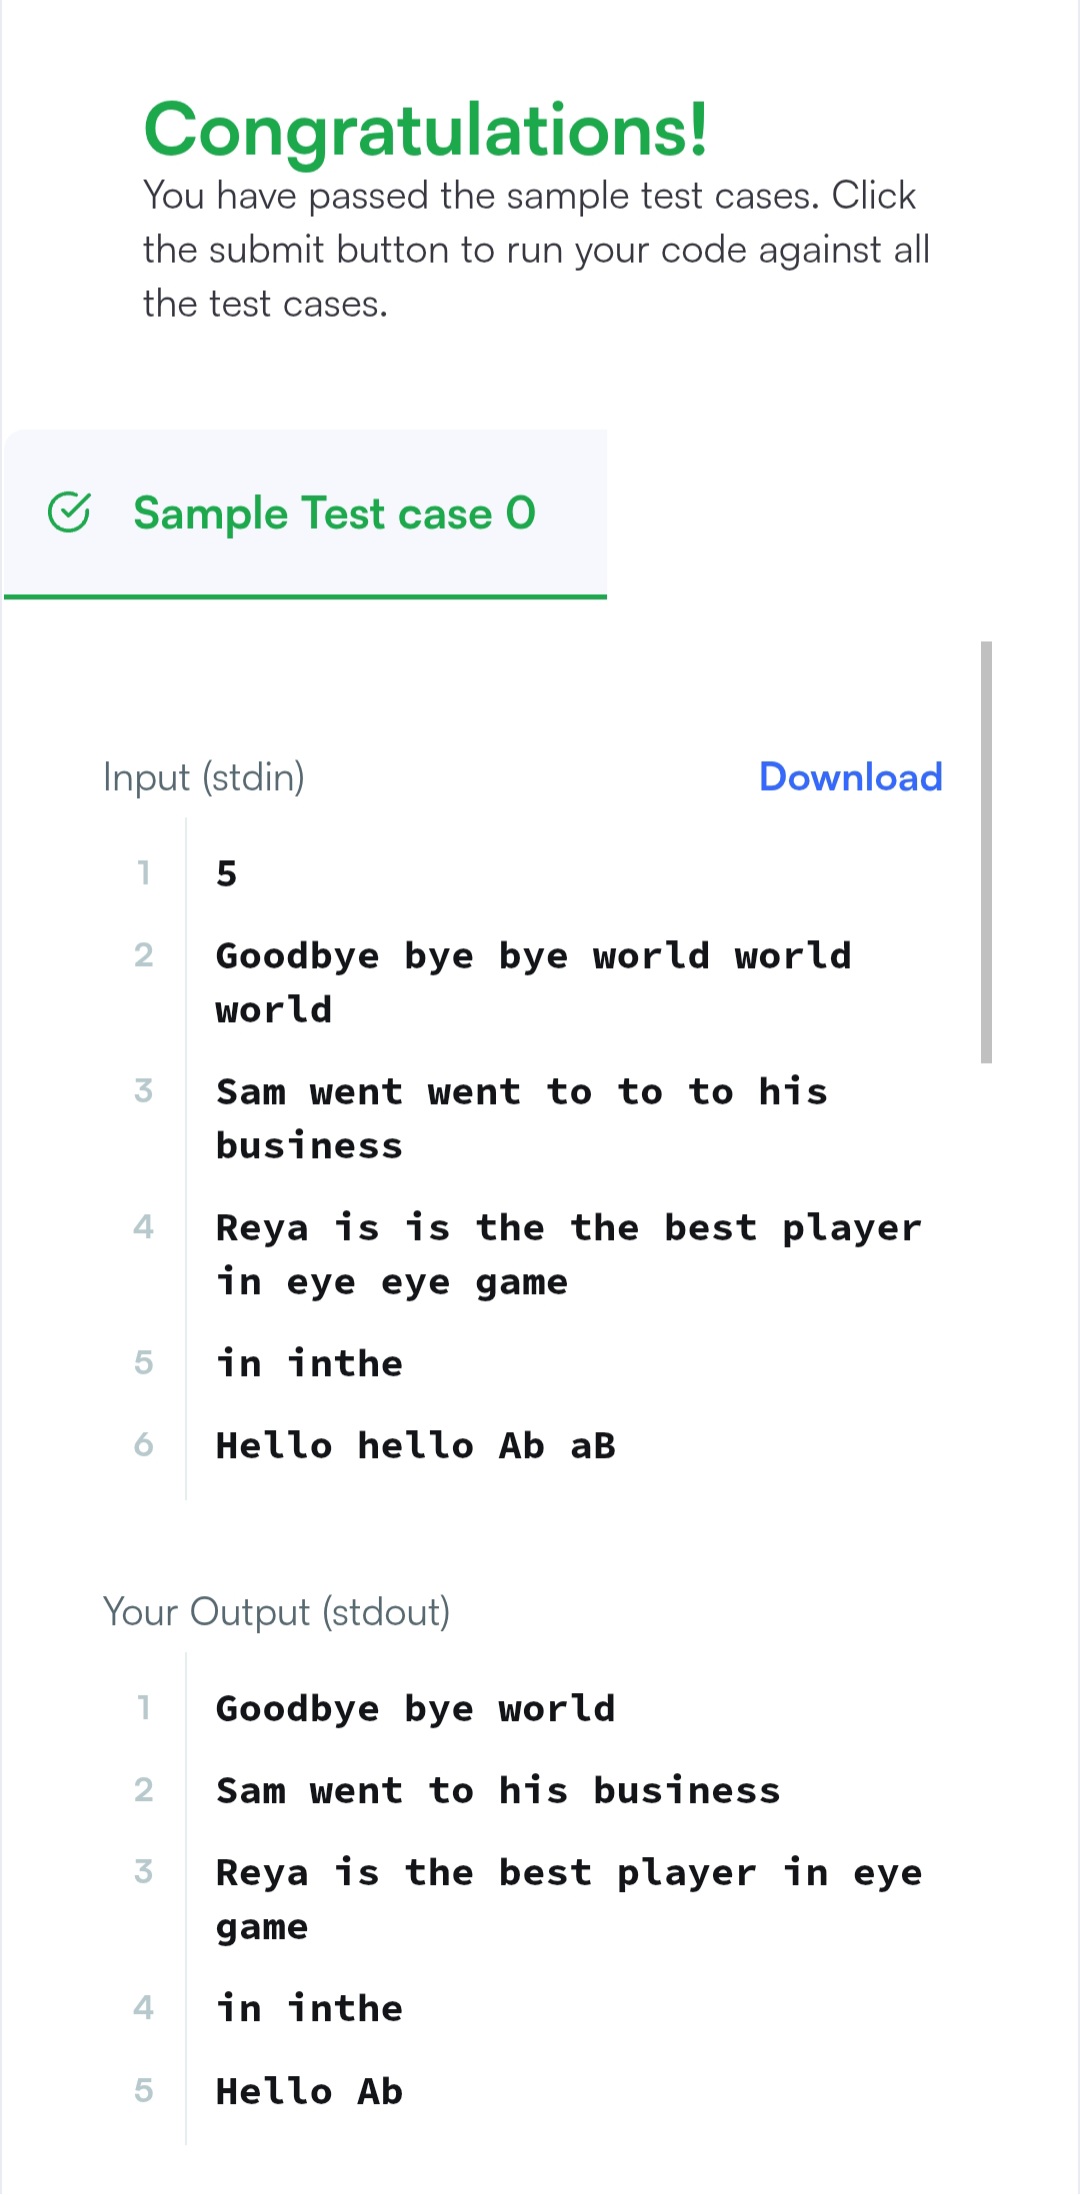 Congratulations!
You have passed the sample test cases. Click
the submit button to run your code against all
the test cases.
Sample Test case 0
Input (stdin)
Download
1 5
2 Goodbye bye bye world world
world
3 Sam went went to to to his
business
4 Reya is is the the best player
in eye eye game
5 in inthe
6 Hello hello Ab aB
Your Output (stdout)
1 Goodbye bye world
2 Sam went to his business
3 Reya is the best player in eye
game
4 in inthe
5 Hello Ab